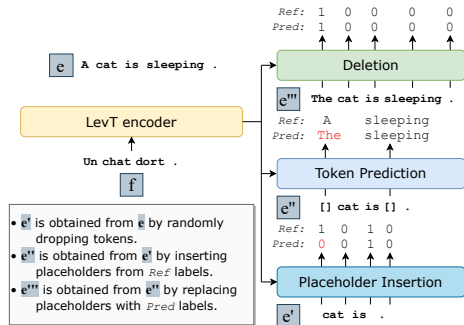 Ref: 1 0 0 0 0
Pred: 1 0 0 0 0
Deletion
e A cat is sleeping .
e''' The cat is sleeping .
LevT encoder
Ref: A sleeping
Pred: The sleeping
Token Prediction
Un chat dort .
f
e'' [] cat is [] .
• e' is obtained from e by randomly
dropping tokens.
• e'' is obtained from e' by inserting
placeholders from Ref labels.
• e''' is obtained from e'' by replacing
placeholders with Pred labels.
Ref: 1 0 1 0
Pred: 0 0 1 0
Placeholder Insertion
e' cat is .